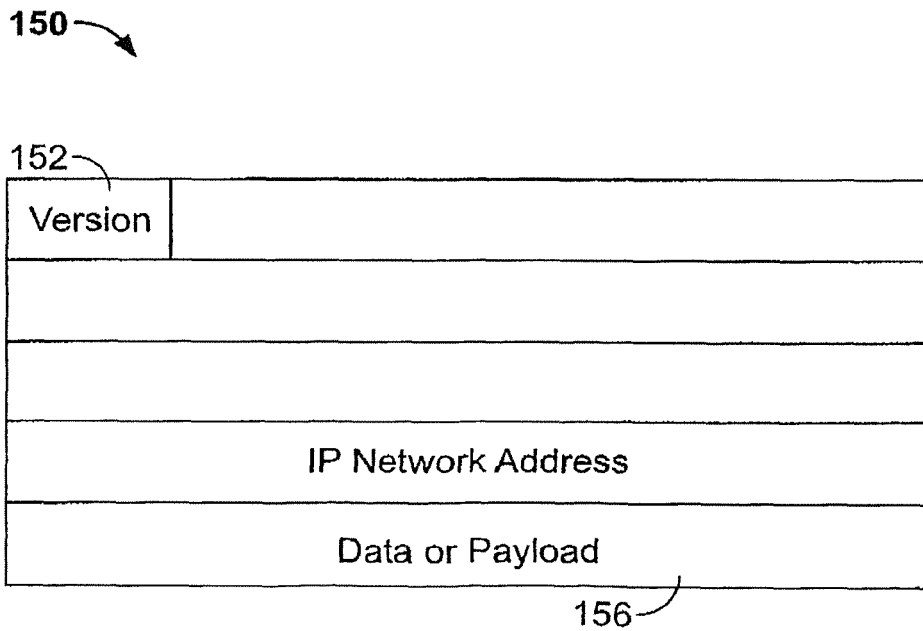 150
152
Version
IP Network Address
Data or Payload
156